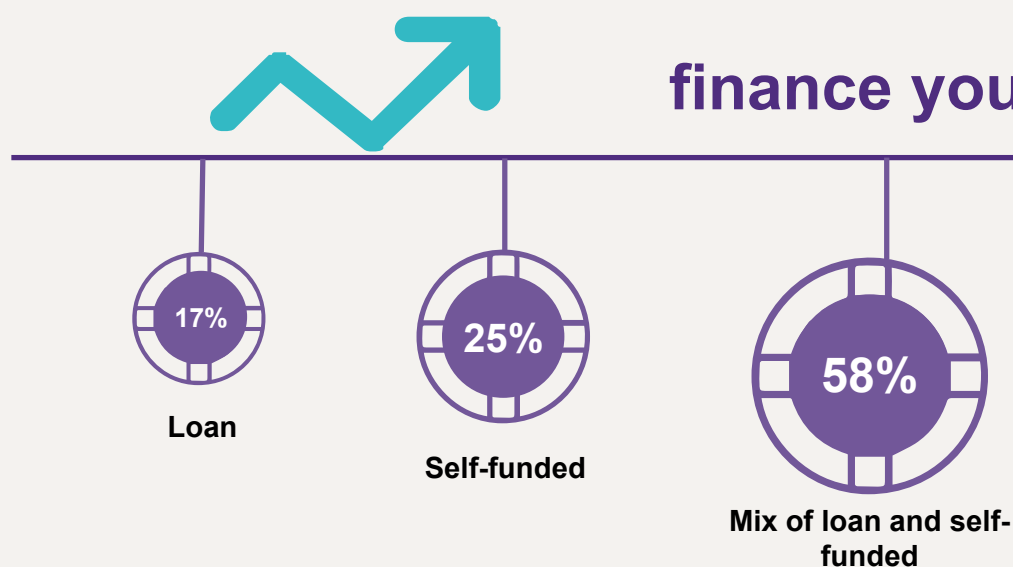 finance you
17%
25%
58%
Loan
Self-funded
Mix of loan and self-
funded